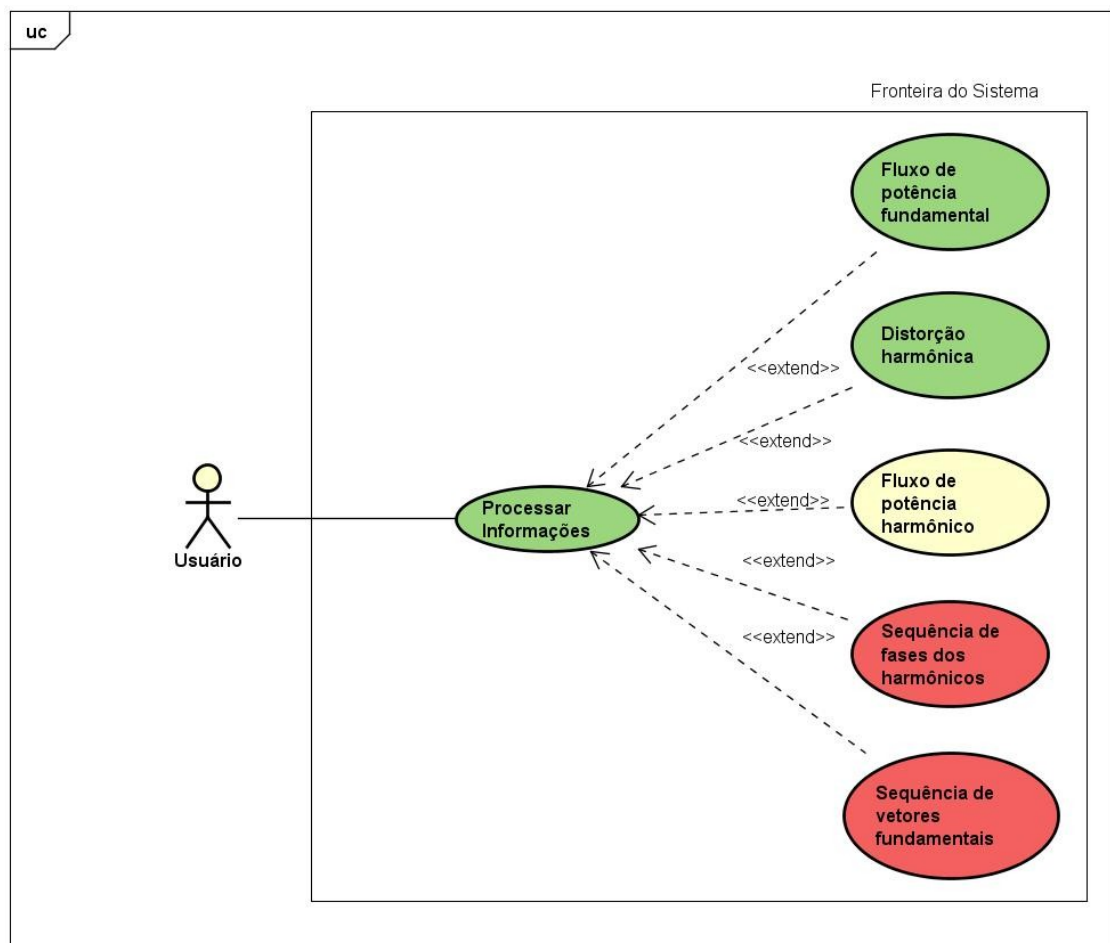 uc
Fronteira do Sistema
Fluxo de
potência
fundamental
Distorção
harmônica
<<extend>>
<<extend>>
Fluxo de
potência
harmônico
<<extend>>
Processar
Informações
Usuário
<<extend>>
Sequência de
fases dos
harmônicos
<<extend>>
Sequência de
vetores
fundamentais